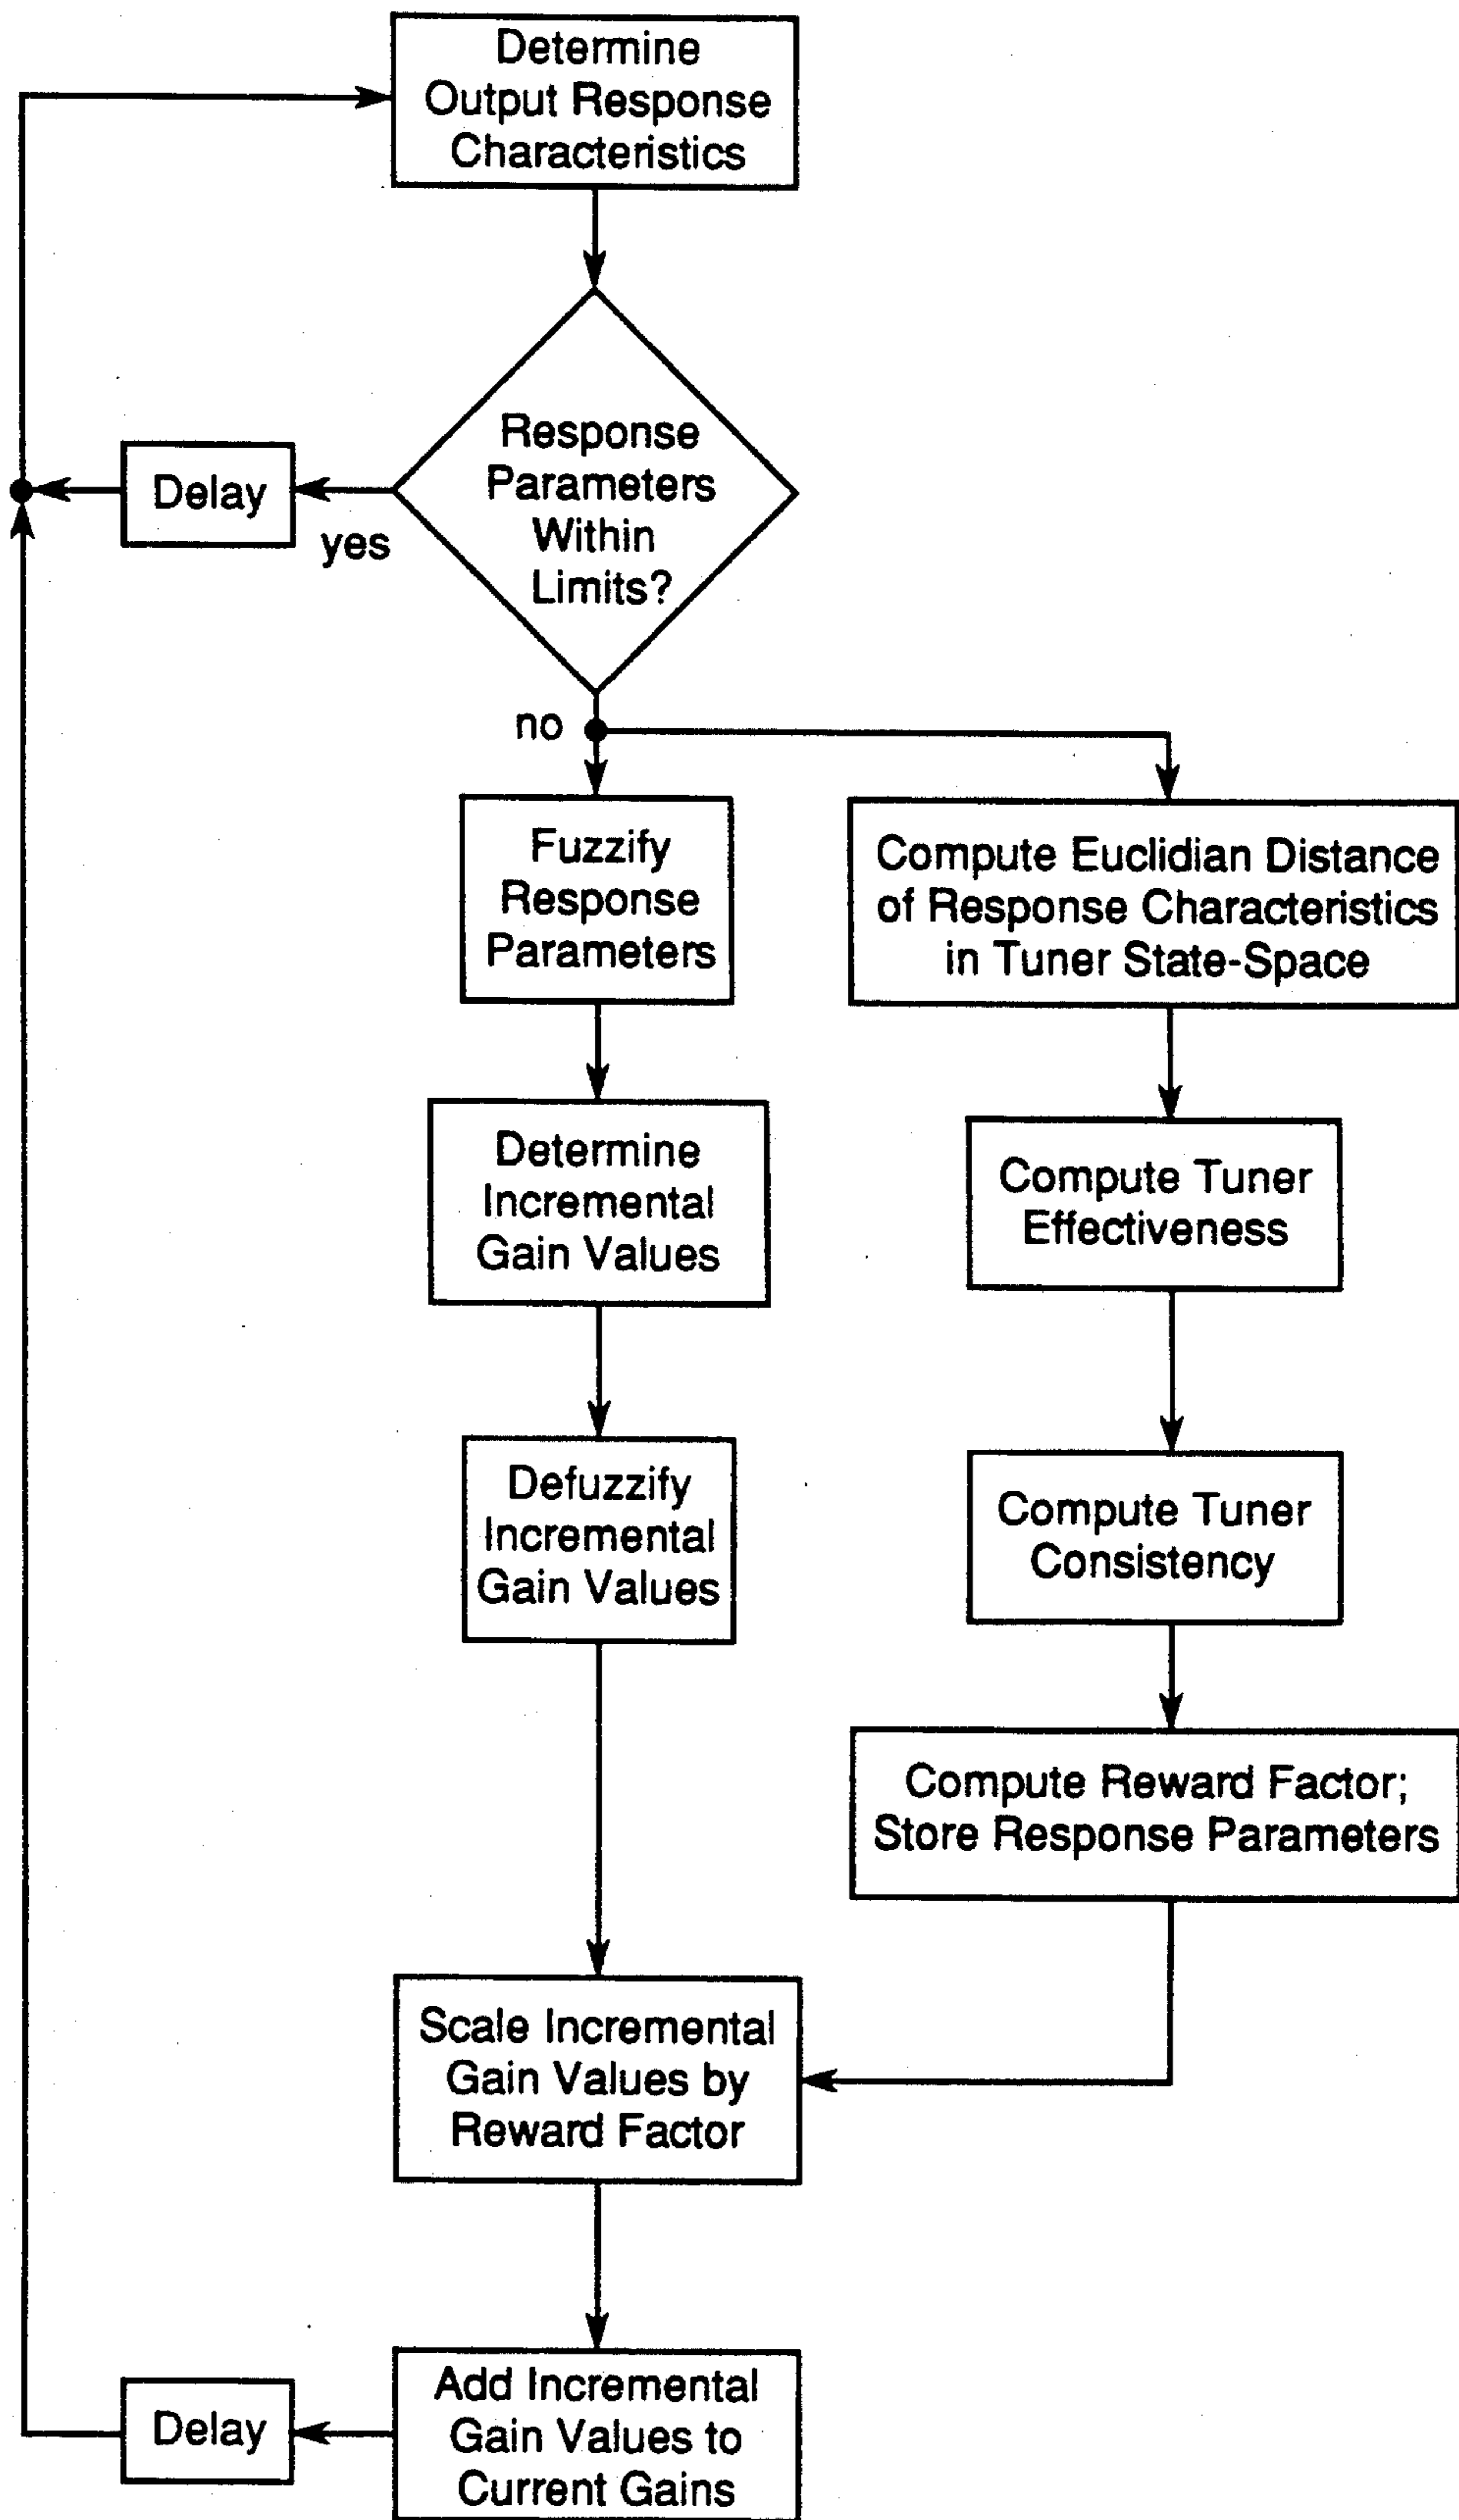 Determine
Output Response
Characteristics
Response
Parameters
Within
Limits?
Delay
yes
no
Fuzzify
Response
Parameters
Compute Euclidian Distance
of Response Characteristics
in Tuner State-Space
Determine
Incremental
Gain Values
Compute Tuner
Effectiveness
Defuzzify
Incremental
Gain Values
Compute Tuner
Consistency
Compute Reward Factor;
Store Response Parameters
Scale Incremental
Gain Values by
Reward Factor
Add Incremental
Gain Values to
Current Gains
Delay